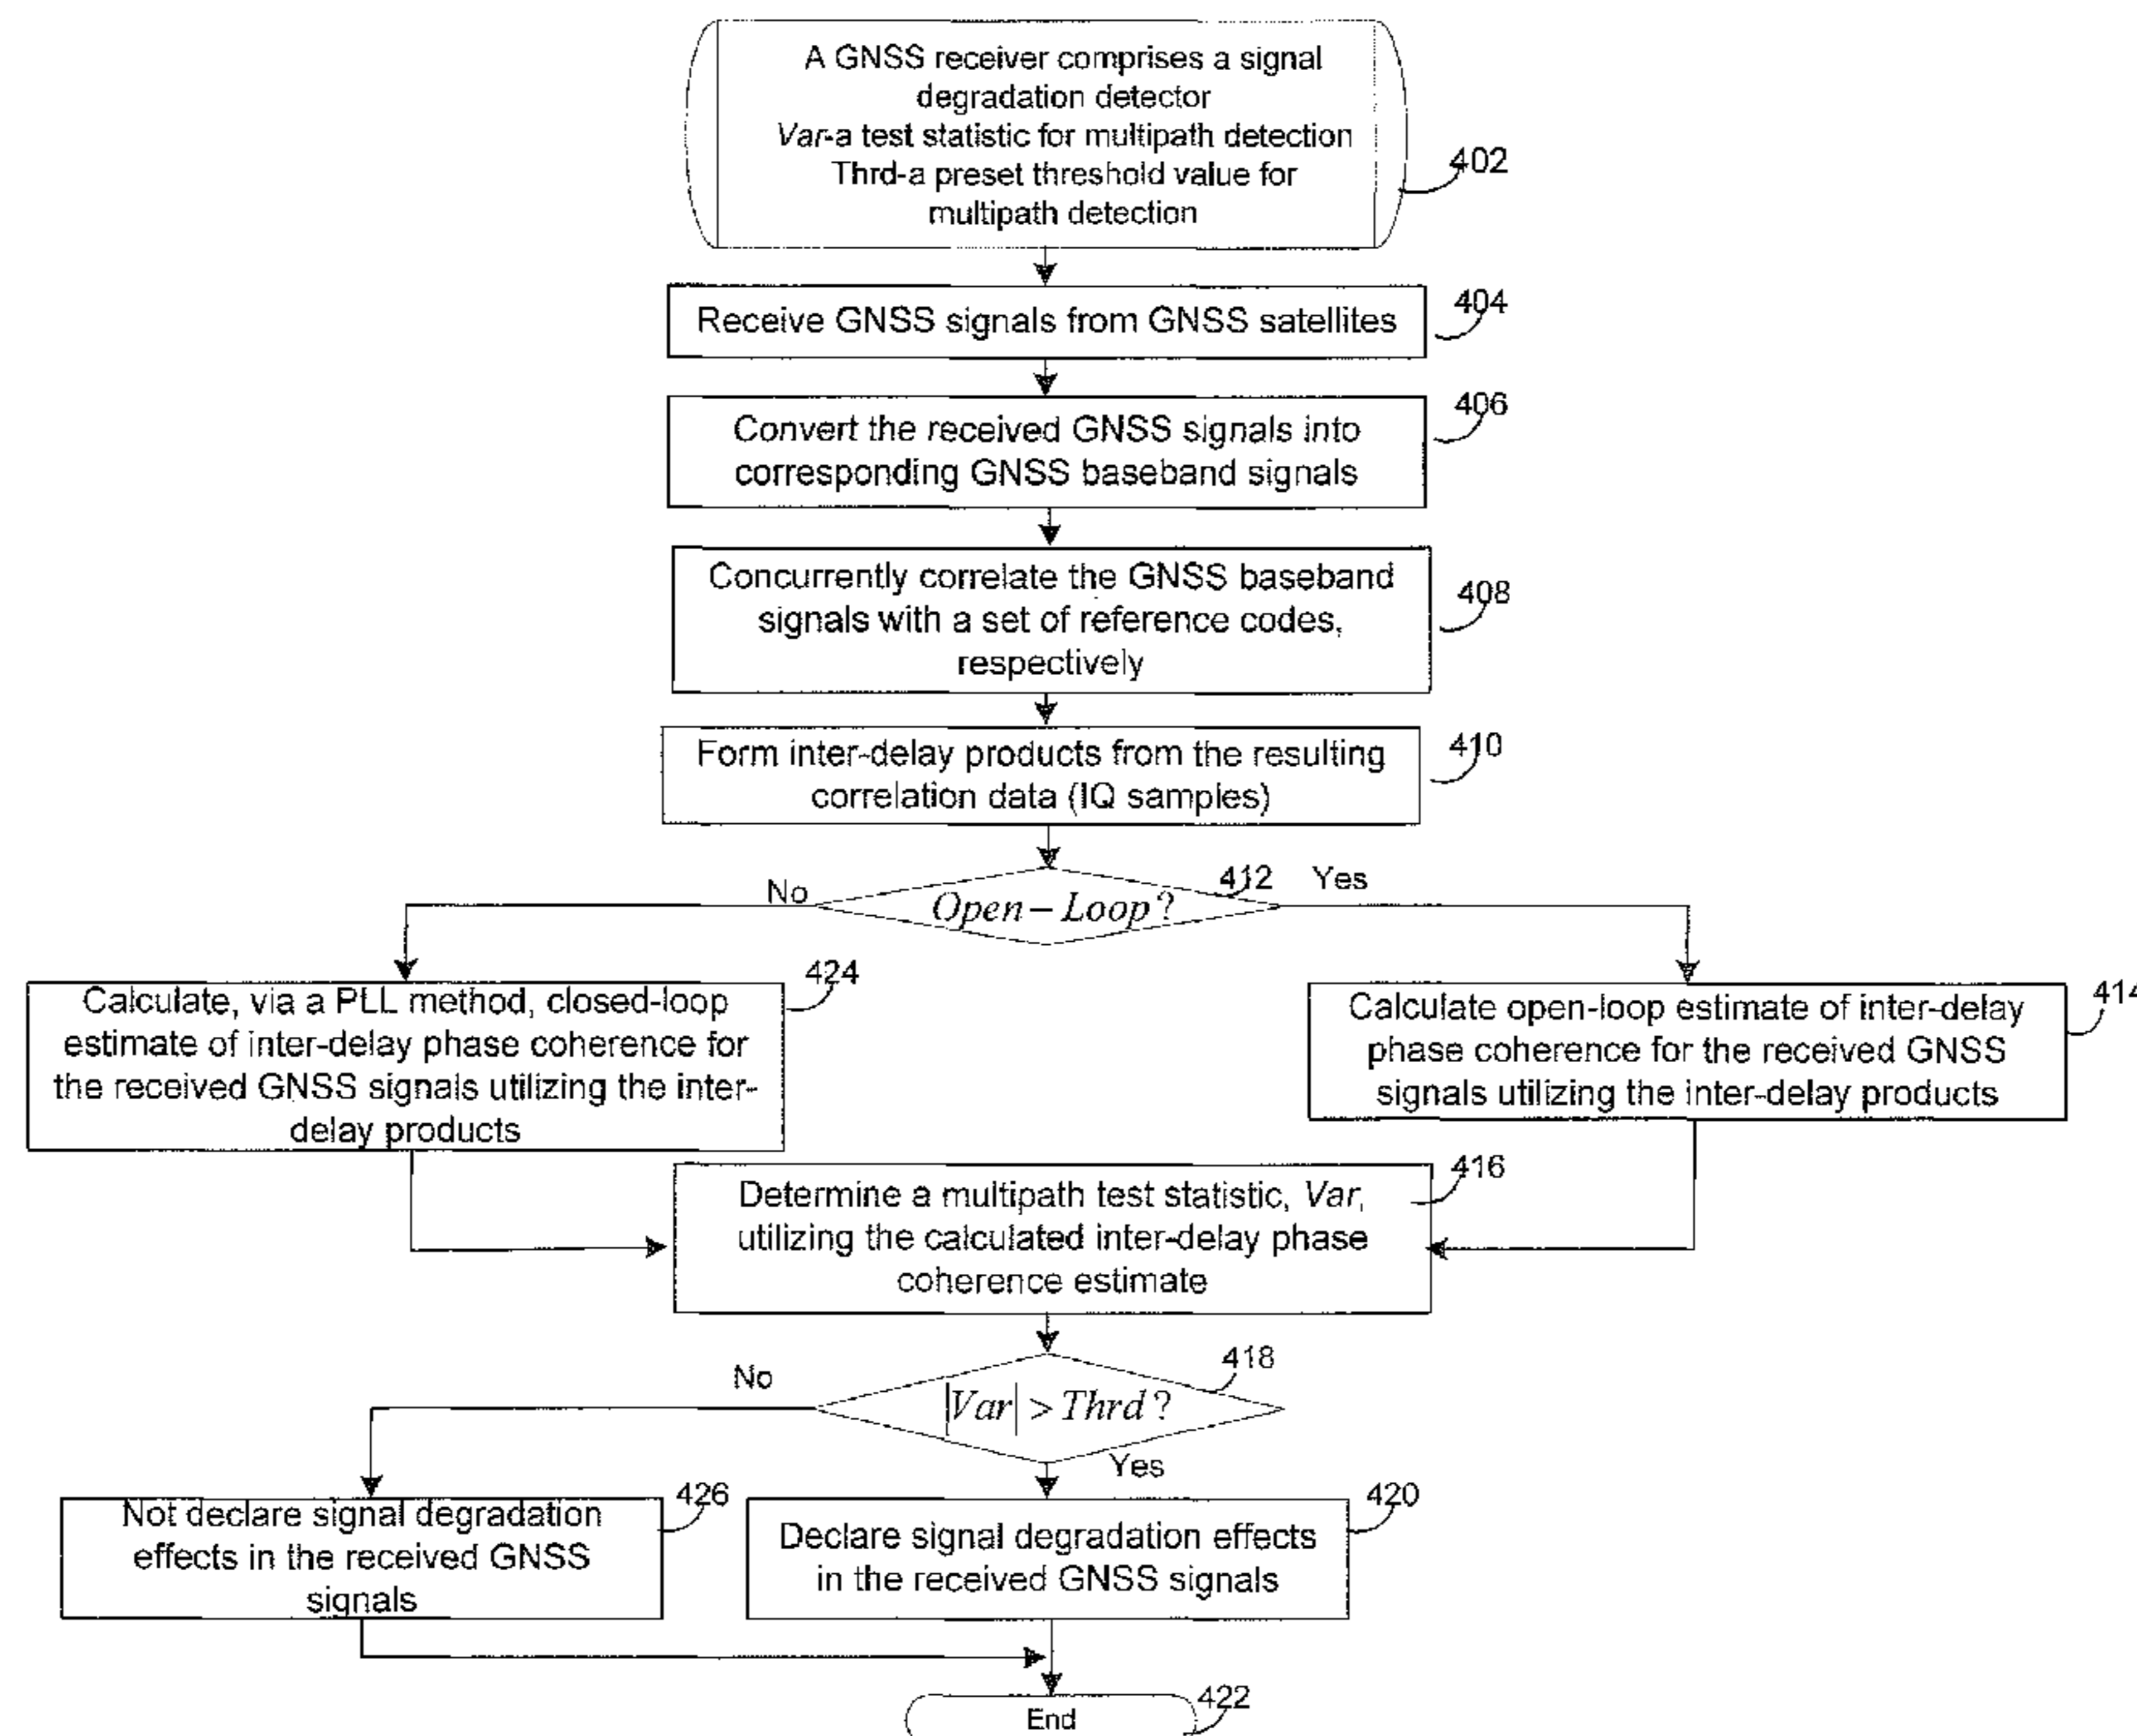 A GNSS receiver comprises a signal
degradation detector
Var-a test statistic for multipath detection
Thrd-a preset threshold value for
multipath detection
402
Receive GNSS signals from GNSS satellites
404
Convert the received GNSS signals into
corresponding GNSS baseband signals
406
Concurrently correlate the GNSS baseband
signals with a set of reference codes,
respectively
408
Form inter-delay products from the resulting
correlation data (IQ samples)
410
No
Open – Loop?
412
Yes
Calculate, via a PLL method, closed-loop
estimate of inter-delay phase coherence for
the received GNSS signals utilizing the inter-
delay products
424
Calculate open-loop estimate of inter-delay
phase coherence for the received GNSS
signals utilizing the inter-delay products
414
Determine a multipath test statistic, Var,
utilizing the calculated inter-delay phase
coherence estimate
416
No
|Var| > Thrd?
418
Yes
Not declare signal degradation
effects in the received GNSS
signals
426
Declare signal degradation effects
in the received GNSS signals
420
End
422